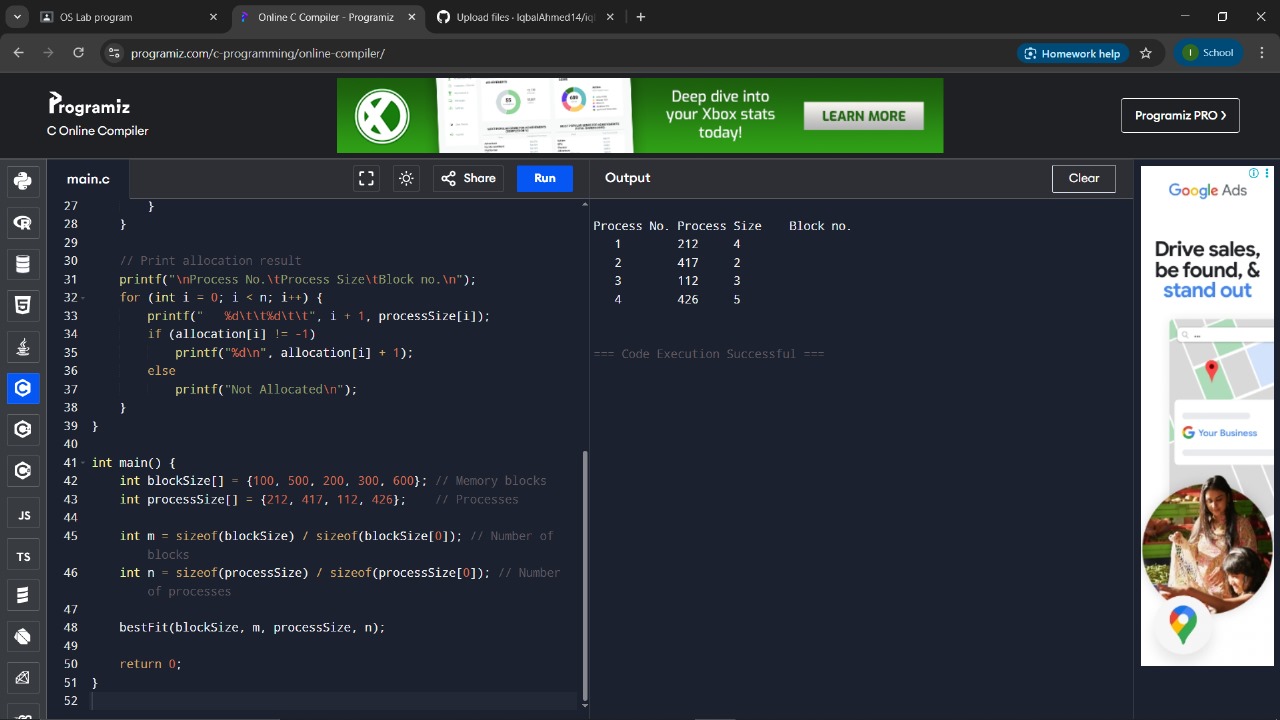 OS Lab program
Online C Compiler - Programiz
Upload files · IqbalAhmed14/iq
programiz.com/c-programming/online-compiler/
Homework help
I School
Programiz
C Online Compiler
Deep dive into
your Xbox stats
today!
LEARN MORE
Programiz PRO
main.c
Share
Run
Output
Clear
27 }
28 }
29
30 // Print allocation result
31 printf("\nProcess No.\tProcess Size\tBlock no.\n");
32 for (int i = 0; i < n; i++) {
33 printf("   %d\t\t%d\t\t", i + 1, processSize[i]);
34 if (allocation[i] != -1)
35 printf("%d\n", allocation[i] + 1);
36 else
37 printf("Not Allocated\n");
38 }
39 }
40
41 int main() {
42 int blockSize[] = {100, 500, 200, 300, 600}; // Memory blocks
43 int processSize[] = {212, 417, 112, 426};    // Processes
44
45 int m = sizeof(blockSize) / sizeof(blockSize[0]); // Number of
blocks
46 int n = sizeof(processSize) / sizeof(processSize[0]); // Number
of processes
47
48 bestFit(blockSize, m, processSize, n);
49
50 return 0;
51 }
52
JS
TS
Process No. Process Size    Block no.
1 212 4
2 417 2
3 112 3
4 426 5
=== Code Execution Successful ===
Google Ads
Drive sales,
be found, &
stand out
Your Business